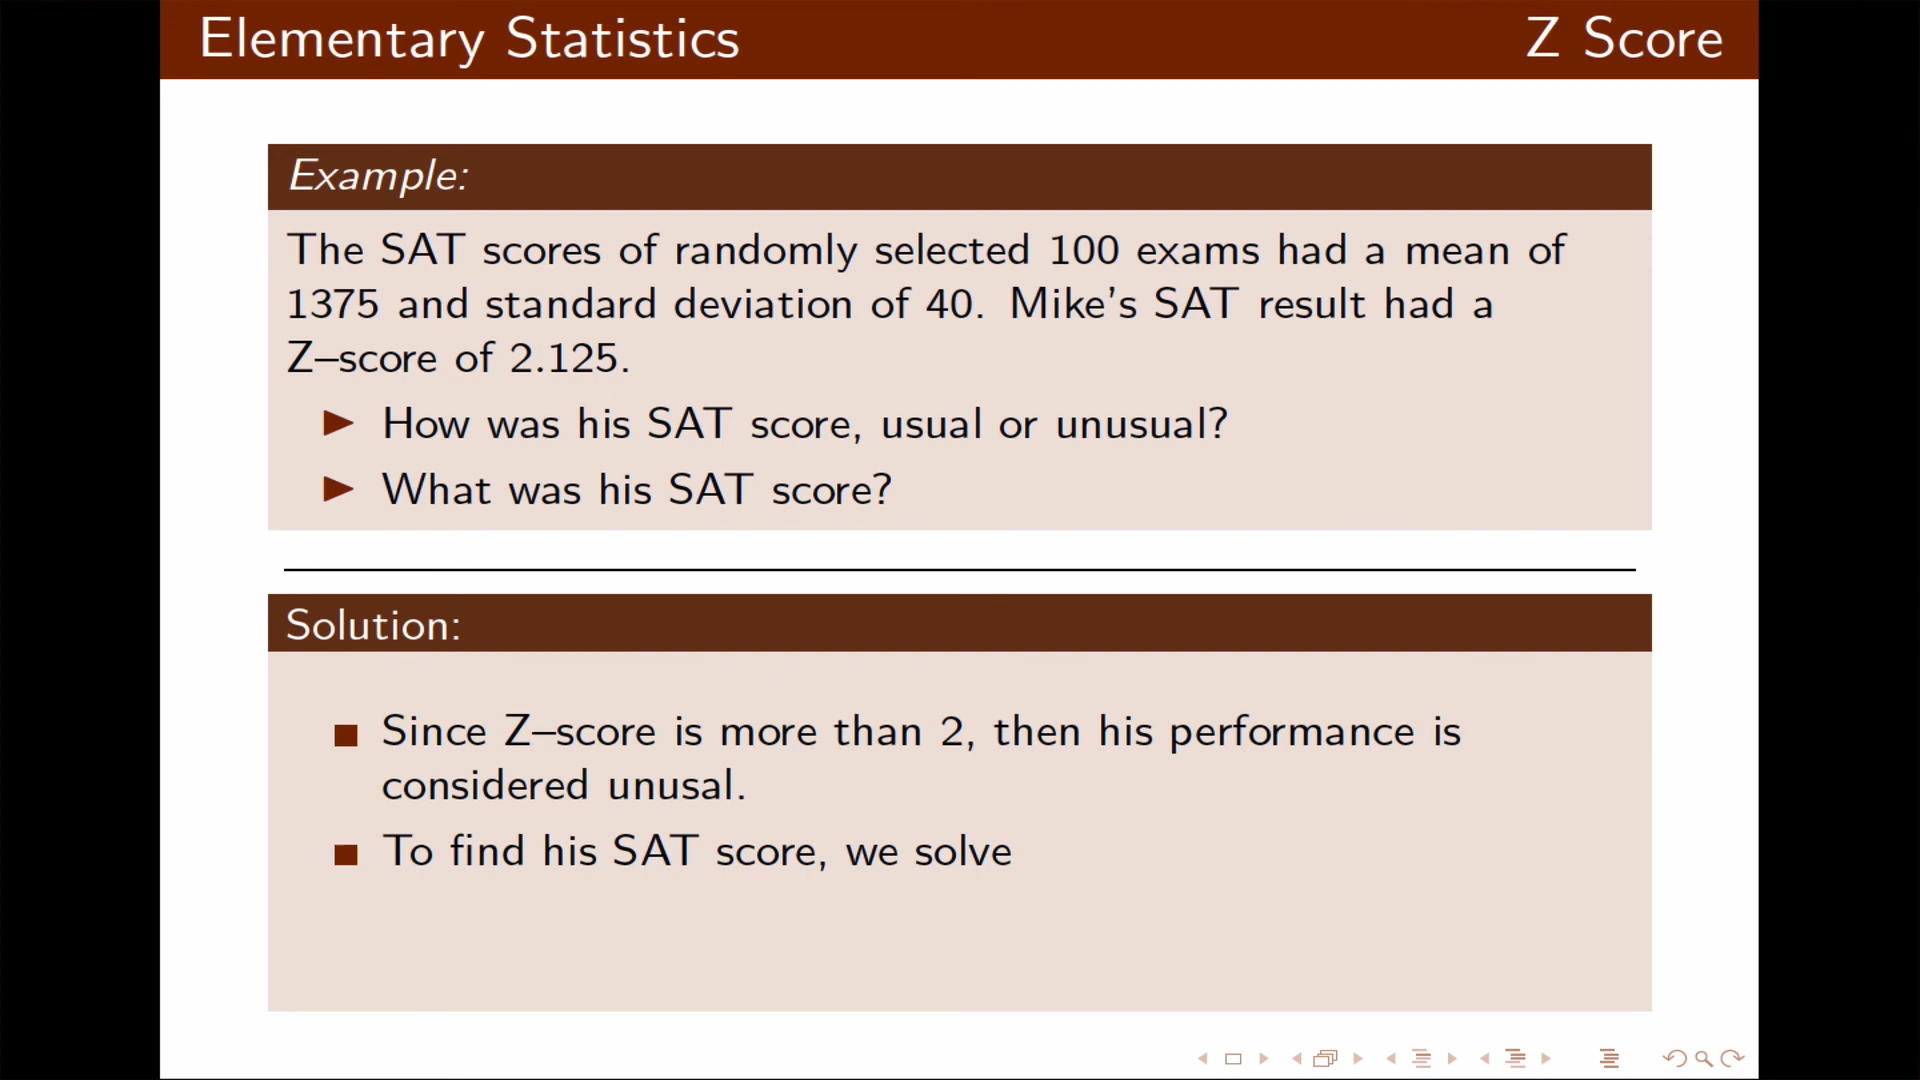 Elementary Statistics Z Score
Example:
The SAT scores of randomly selected 100 exams had a mean of
1375 and standard deviation of 40. Mike's SAT result had a
Z–score of 2.125.
How was his SAT score, usual or unusual?
What was his SAT score?
Solution:
Since Z–score is more than 2, then his performance is
considered unusal.
To find his SAT score, we solve